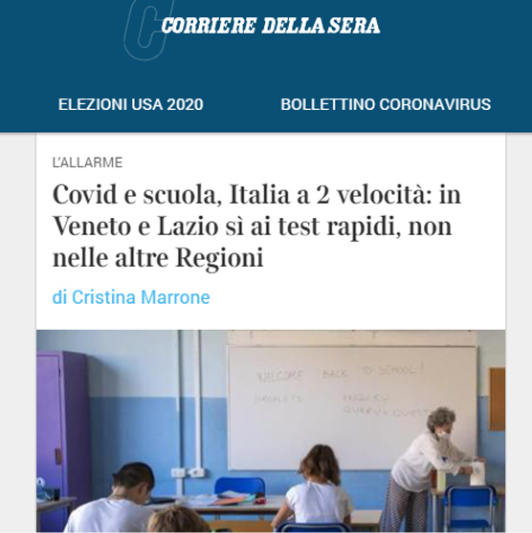 CORRIERE DELLA SERA
ELEZIONI USA 2020 BOLLETTINO CORONAVIRUS
L'ALLARME
Covid e scuola, Italia a 2 velocità: in
Veneto e Lazio sì ai test rapidi, non
nelle altre Regioni
di Cristina Marrone
WELCOME BACK TO SCHOOL!